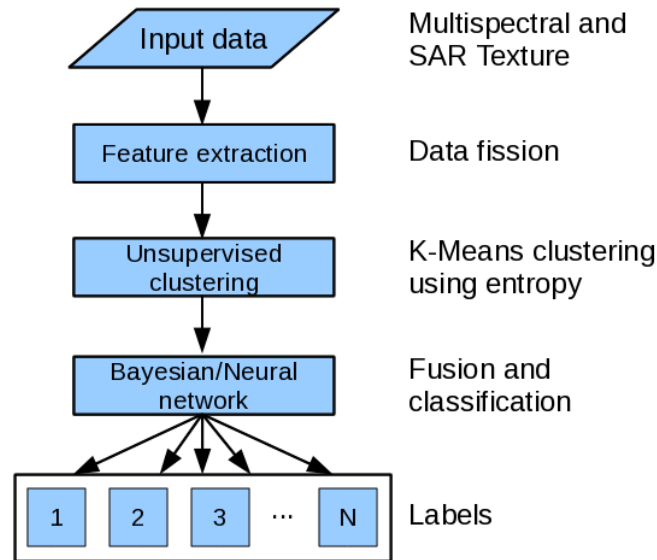 Input data
Multispectral and
SAR Texture
Feature extraction
Data fission
Unsupervised
clustering
K-Means clustering
using entropy
Bayesian/Neural
network
Fusion and
classification
1 2 3 ... N
Labels